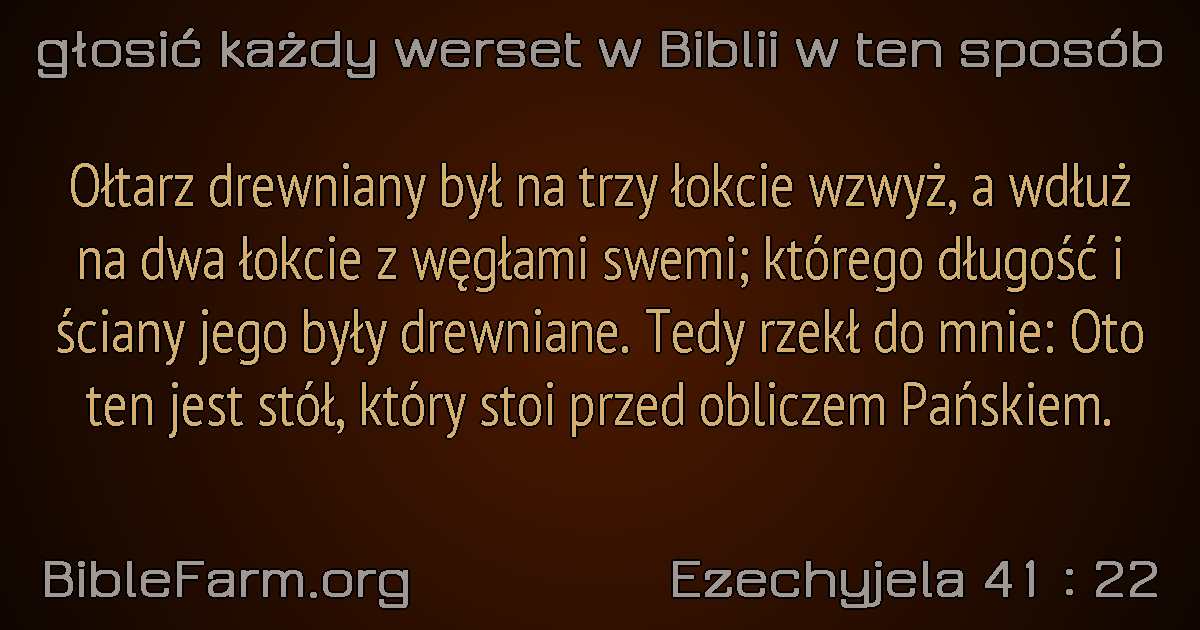 głosić każdy werset w Biblii w ten sposób
Ołtarz drewniany był na trzy łokcie wzwyż, a wdłuż
na dwa łokcie z węgłami swemi; którego długość i
ściany jego były drewniane. Tedy rzekł do mnie: Oto
ten jest stół, który stoi przed obliczem Pańskiem.
BibleFarm.org
Ezechyjela 41 : 22